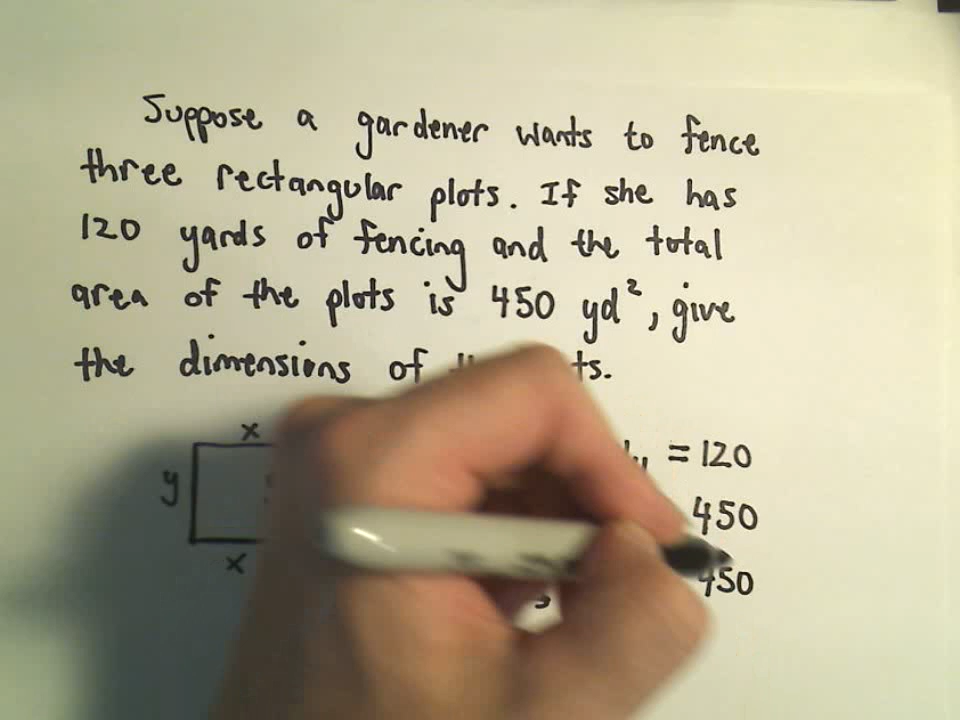 Suppose a gardener wants to fence
three rectangular plots. If she has
120 yards of fencing and the total
area of the plots is 450 yd², give
the dimensions of
x
= 120
y
450
x
450